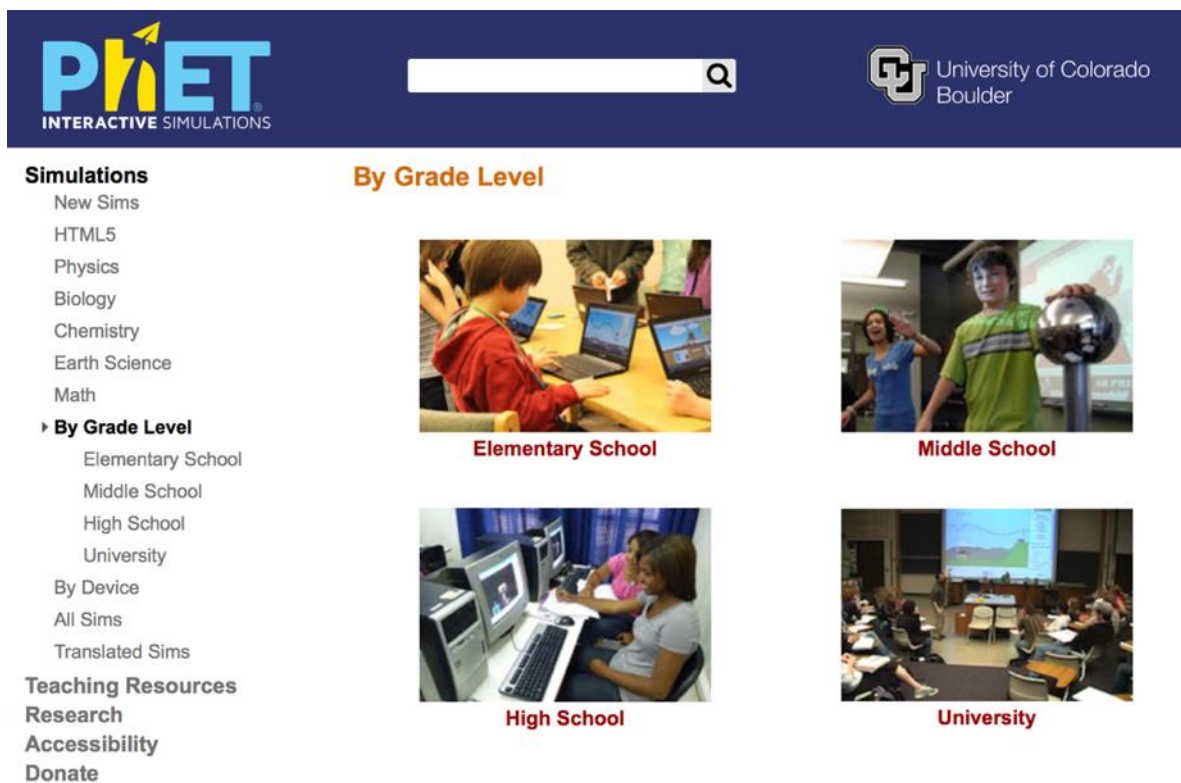 PhET
INTERACTIVE SIMULATIONS
University of Colorado
Boulder
Simulations
New Sims
HTML5
Physics
Biology
Chemistry
Earth Science
Math
By Grade Level
Elementary School
Middle School
High School
University
By Device
All Sims
Translated Sims
Teaching Resources
Research
Accessibility
Donate
By Grade Level
Elementary School
Middle School
High School
University